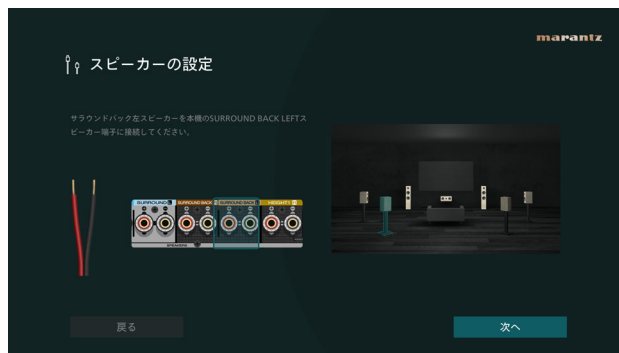 marantz
スピーカーの設定
サラウンドバック左スピーカーを本機のSURROUND BACK LEFTス
ピーカー端子に接続してください。
SURROUND L
SURROUND BACK
SURROUND BACK
HEIGHT1
SPEAKERS
戻る
次へ